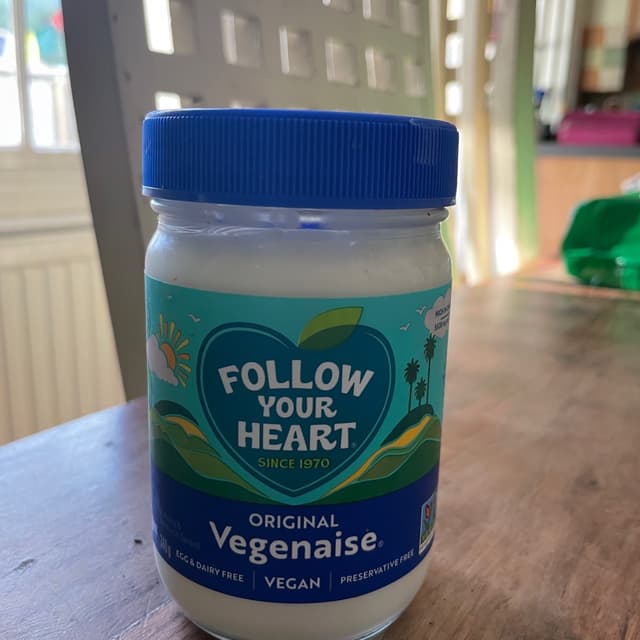 FOLLOW
YOUR
HEART®
SINCE 1970
ORIGINAL
Vegenaise®
EGG & DAIRY FREE | VEGAN | PRESERVATIVE FREE